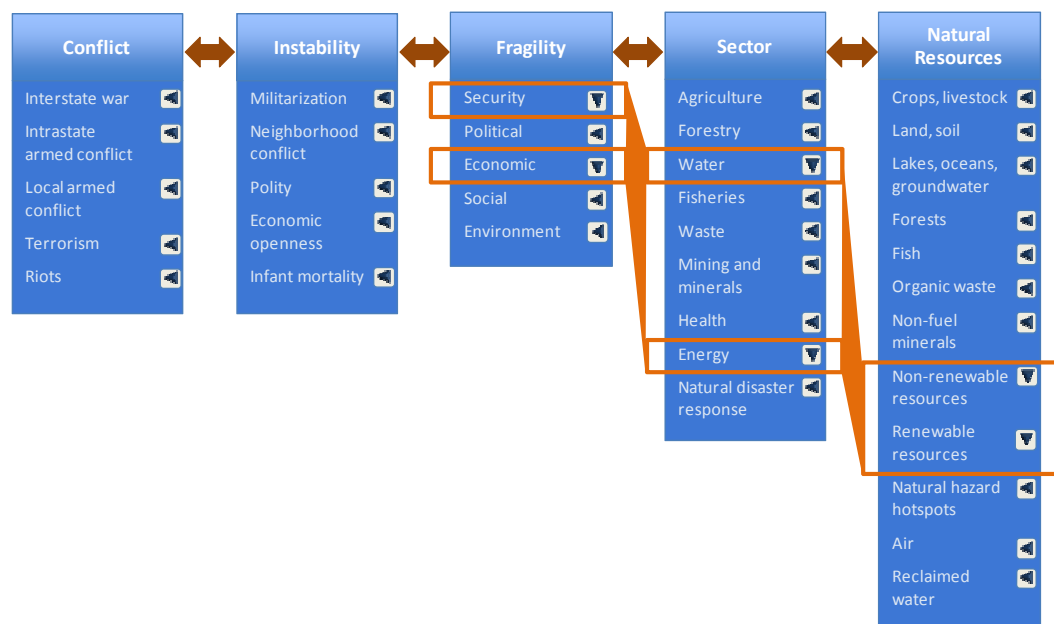 Conflict
Interstate war
Intrastate
armed conflict
Local armed
conflict
Terrorism
Riots
Instability
Militarization
Neighborhood
conflict
Polity
Economic
openness
Infant mortality
Fragility
Security
Political
Economic
Social
Environment
Sector
Agriculture
Forestry
Water
Fisheries
Waste
Mining and
minerals
Health
Energy
Natural disaster
response
Natural
Resources
Crops, livestock
Land, soil
Lakes, oceans,
groundwater
Forests
Fish
Organic waste
Non-fuel
minerals
Non-renewable
resources
Renewable
resources
Natural hazard
hotspots
Air
Reclaimed
water